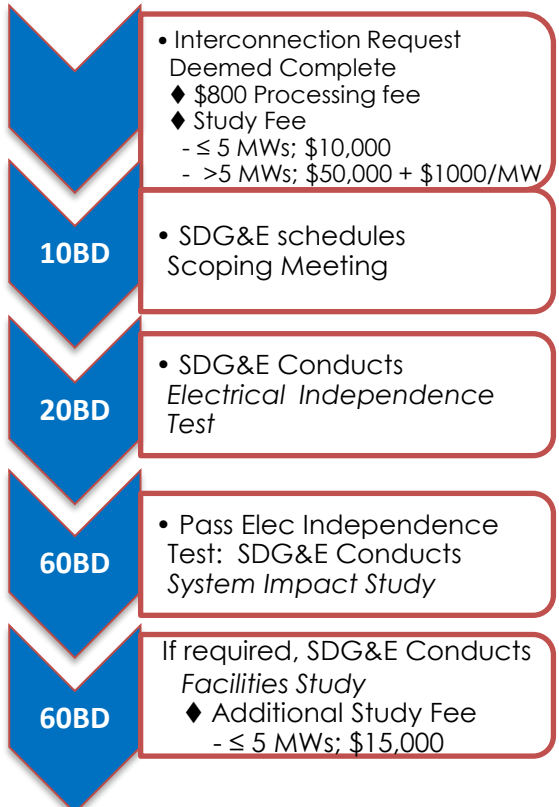 • Interconnection Request
Deemed Complete
♦ $800 Processing fee
♦ Study Fee
- ≤ 5 MWs; $10,000
- >5 MWs; $50,000 + $1000/MW
10BD
• SDG&E schedules
Scoping Meeting
20BD
• SDG&E Conducts
Electrical Independence
Test
60BD
• Pass Elec Independence
Test: SDG&E Conducts
System Impact Study
60BD
If required, SDG&E Conducts
Facilities Study
♦ Additional Study Fee
- ≤ 5 MWs; $15,000